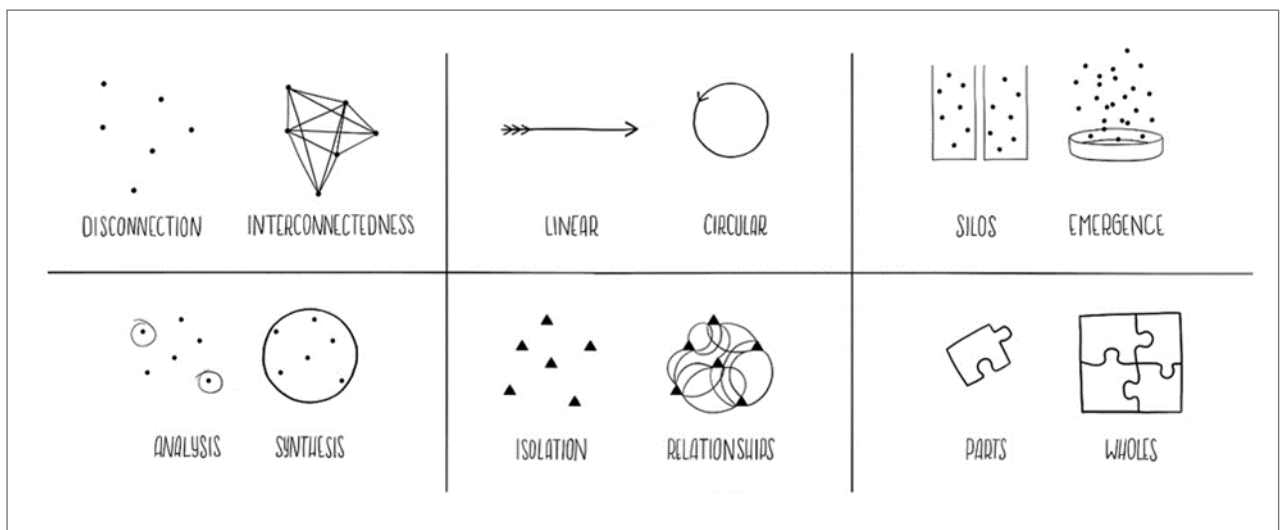 DISCONNECTION INTERCONNECTEDNESS
LINEAR CIRCULAR
SILOS EMERGENCE
ANALYSIS SYNTHESIS
ISOLATION RELATIONSHIPS
PARTS WHOLES